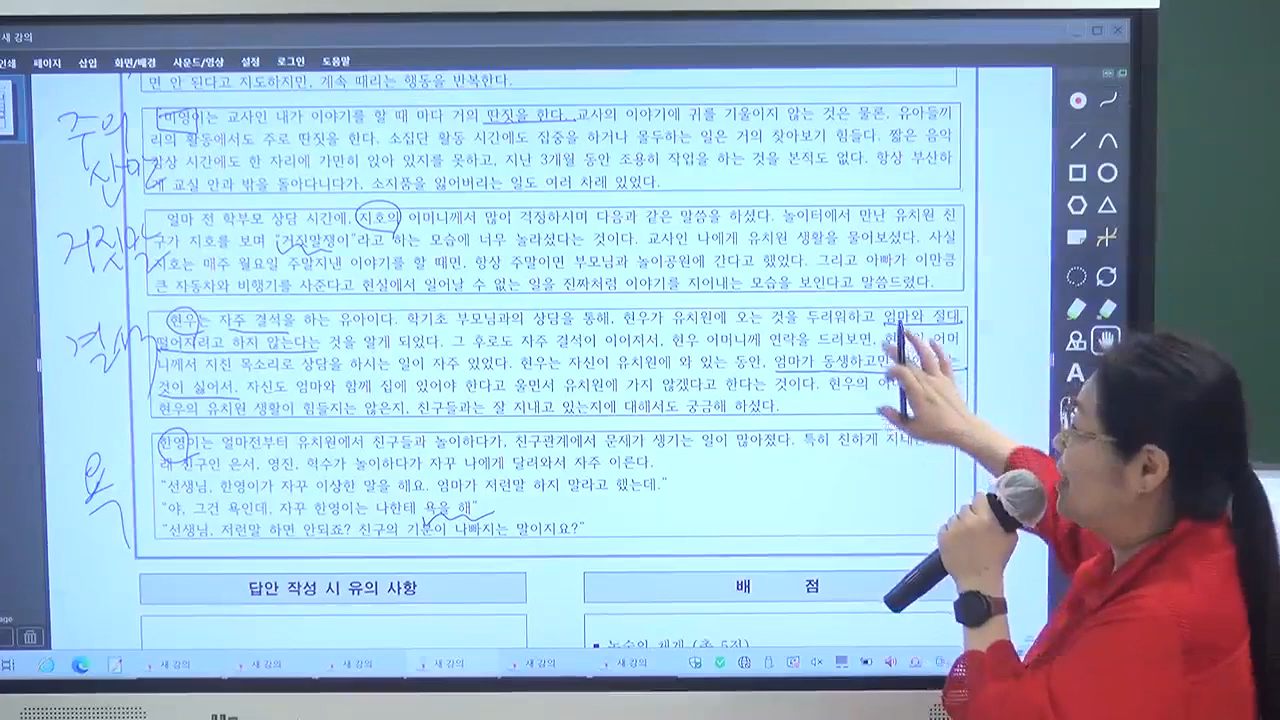 새 강의
인쇄 페이지 삽입 화면/배경 사운드/영상 설정 로그인 도움말
면 안 된다고 지도하지만, 계속 때리는 행동을 반복한다.
주의
산만
미영이는 교사인 내가 이야기를 할 때 마다 거의 딴짓을 한다. 교사의 이야기에 귀를 기울이지 않는 것은 물론, 유아들끼
리의 활동에서도 주로 딴짓을 한다. 소집단 활동 시간에도 집중을 하거나 몰두하는 일은 거의 찾아보기 힘들다. 짧은 음악
감상 시간에도 한 자리에 가만히 앉아 있지를 못하고, 지난 3개월 동안 조용히 작업을 하는 것을 본적도 없다. 항상 부산하
게 교실 안과 밖을 돌아다니다가, 소지품을 잃어버리는 일도 여러 차례 있었다.
거짓말
얼마 전 학부모 상담 시간에, 지호의 어머니께서 많이 걱정하시며 다음과 같은 말씀을 하셨다. 놀이터에서 만난 유치원 친
구가 지호를 보며 "거짓말쟁이"라고 하는 모습에 너무 놀라셨다는 것이다. 교사인 나에게 유치원 생활을 물어보셨다. 사실
지호는 매주 월요일 주말지낸 이야기를 할 때면, 항상 주말이면 부모님과 놀이공원에 간다고 했었다. 그리고 아빠가 이만큼
큰 자동차와 비행기를 사준다고 현실에서 일어날 수 없는 일을 진짜처럼 이야기를 지어내는 모습을 보인다고 말씀드렸다.
현우는 자주 결석을 하는 유아이다. 학기초 부모님과의 상담을 통해, 현우가 유치원에 오는 것을 두려워하고 엄마와 절대
떨어지려고 하지 않는다는 것을 알게 되었다. 그 후로도 자주 결석이 이어져서, 현우 어머니께 연락을 드려보면, 현 어머
니께서 지친 목소리로 상담을 하시는 일이 자주 있었다. 현우는 자신이 유치원에 와 있는 동안, 엄마가 동생하고만
것이 싫어서, 자신도 엄마와 함께 집에 있어야 한다고 울면서 유치원에 가지 않겠다고 한다는 것이다. 현우의 어
현우의 유치원 생활이 힘들지는 않은지, 친구들과는 잘 지내고 있는지에 대해서도 궁금해 하셨다.
욕
한영이는 얼마전부터 유치원에서 친구들과 놀이하다가, 친구관계에서 문제가 생기는 일이 많아졌다. 특히 친하게 지내
래 친구인 은서, 영진, 혁수가 놀이하다가 자꾸 나에게 달려와서 자주 이른다.
"선생님, 한영이가 자꾸 이상한 말을 해요. 엄마가 저런말 하지 말라고 했는데."
"야, 그건 욕인데, 자꾸 한영이는 나한테 욕을 해"
"선생님, 저런말 하면 안되죠? 친구의 기분이 나빠지는 말이지요?"
답안 작성 시 유의 사항
배 점
■ 논술의 체계 (총 5점)
새 강의 새 강의 새 강의 새 강의 새 강의 새 강의